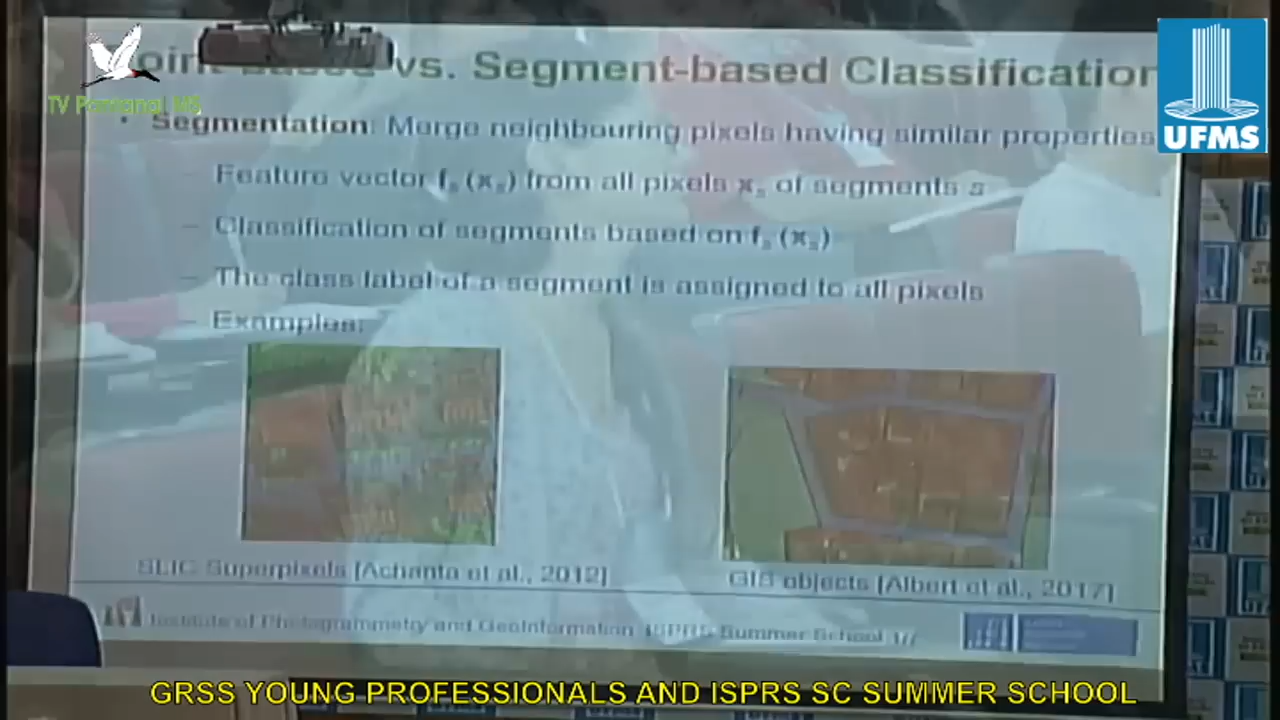 vs. Segment-based Classification
TV Pantanal MS
UFMS
• Segmentation: Merge neighbouring pixels having similar properties
– Feature vector fₛ (xₛ) from all pixels xₛ of segments s
– Classification of segments based on fₛ (xₛ)
– The class label of a segment is assigned to all pixels
– Examples:
SLIC Superpixels [Achanta et al., 2012]
GIS objects [Albert et al., 2017]
Institute of Photogrammetry and GeoInformation ISPRS Summer School 17
GRSS YOUNG PROFESSIONALS AND ISPRS SC SUMMER SCHOOL